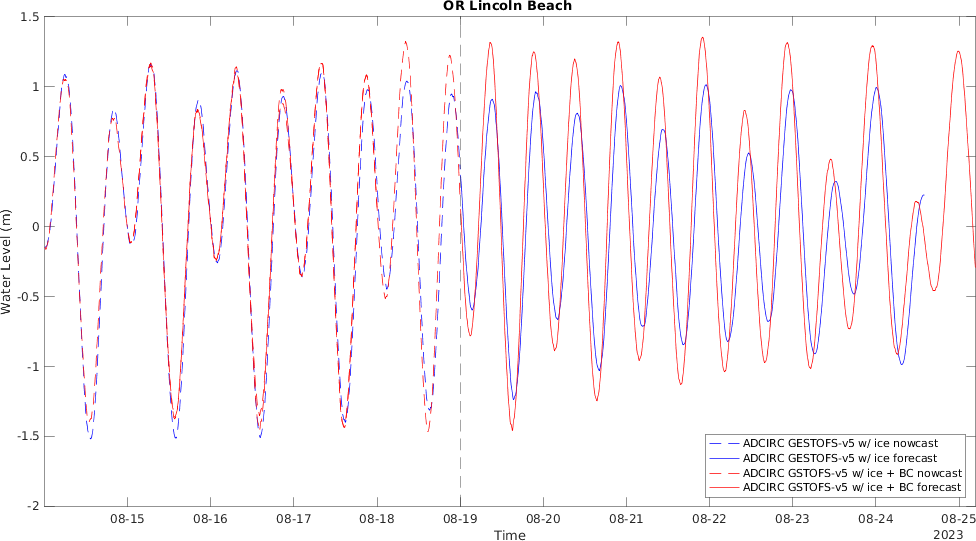 OR Lincoln Beach
1.5
1
0.5
0
-0.5
-1
-1.5
-2
Water Level (m)
ADCIRC GESTOFS-v5 w/ ice nowcast
ADCIRC GESTOFS-v5 w/ ice forecast
ADCIRC GSTOFS-v5 w/ ice + BC nowcast
ADCIRC GSTOFS-v5 w/ ice + BC forecast
08-15 08-16 08-17 08-18 08-19 08-20 08-21 08-22 08-23 08-24 08-25
Time
2023